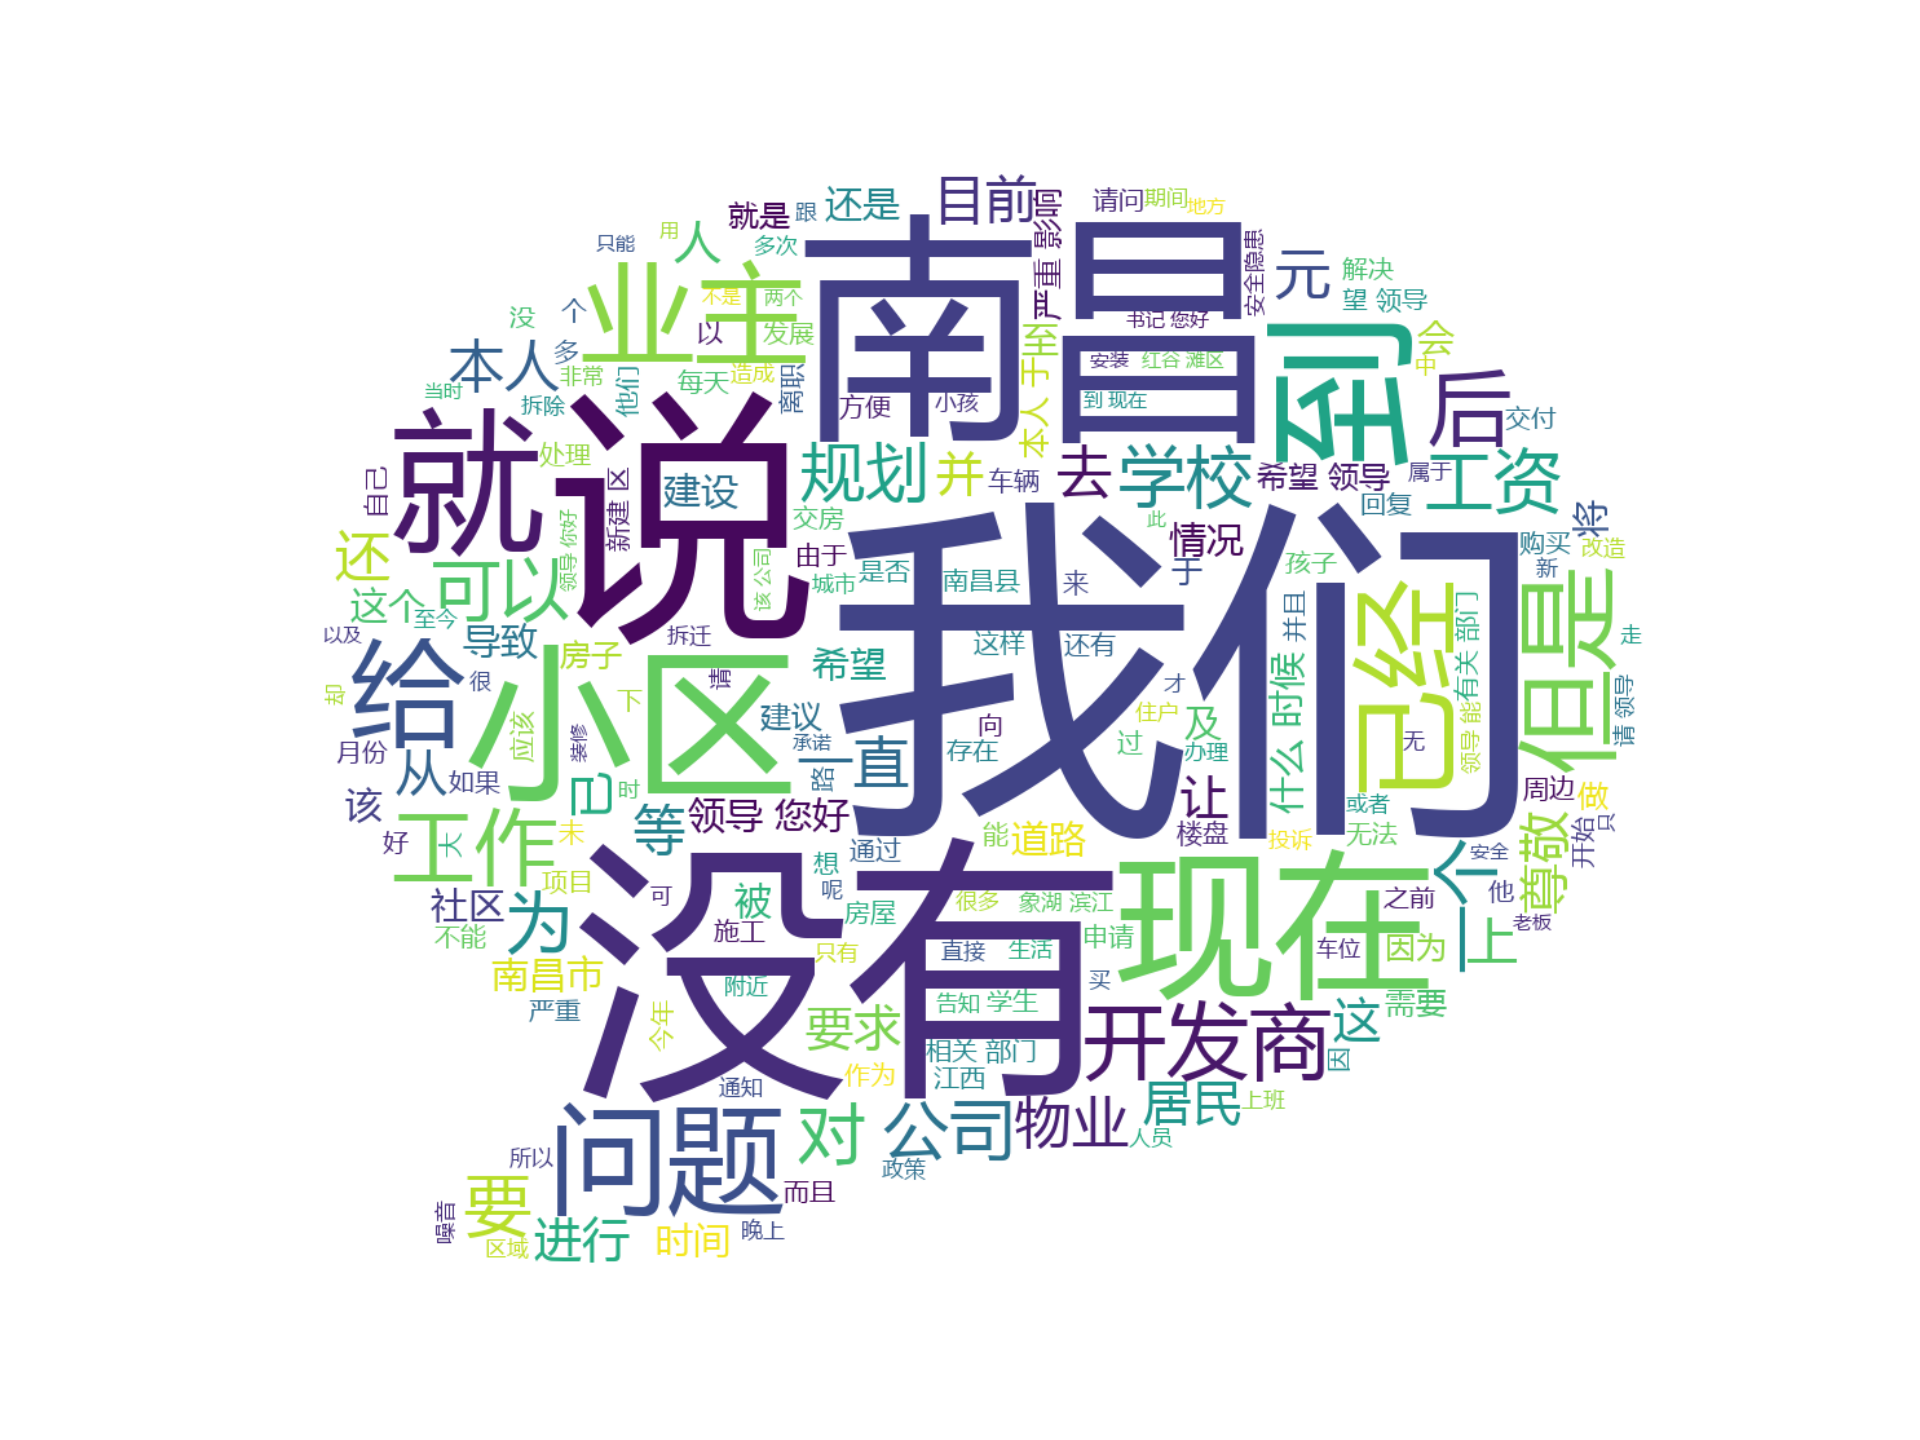 目前
严重 影响
请问
期间
地方
就是
跟
还是
只能
用
人
多次
南昌
安全隐患
元
解决
望 领导
没
个
业主
不是
两个
书记 您好
到
会
中
本人
多
以
发展
于至
本人
安装
红谷 滩区
后
当时
非常
他们
每天
造成
离职
方便
小孩
到 现在
交付
拆除
就
说
处理
规划
并
车辆
去
学校
希望 领导
属于
工资
自己
新建 区
建设
交房
此
情况
回复
将
还
领导 你好
由于
是否
南昌县
来
我们
于
孩子
购买
改造
新
可以
这个
至今
该 公司
城市
并且
已经
有关 部门
但是
以及
导致
拆迁
这样
还有
走
给
房子
希望
什么 时候
却
很
小区
请
才
请 领导
应该
下
建议
向
住户
及
领导 能
无
月份
装修
承诺
一直
存在
过
办理
从
如果
已
时
路
周边
做
该
等
领导 您好
让
或者
好
工作
大
未
通过
能
道路
楼盘
投诉
无法
尊敬
开始
只
安全
项目
想
呢
没有
现在
个
社区
为
可
被
房屋
很多
象湖 滨江
之前
他
老板
不能
施工
只有
直接
生活
申请
车位
因为
上
南昌市
附近
告知
学生
买
需要
严重
今年
要求
相关 部门
开发商
这
因
通知
作为
江西
问题
对
公司
物业
居民
上班
人员
所以
政策
要
而且
噪音
区域
进行
时间
晚上